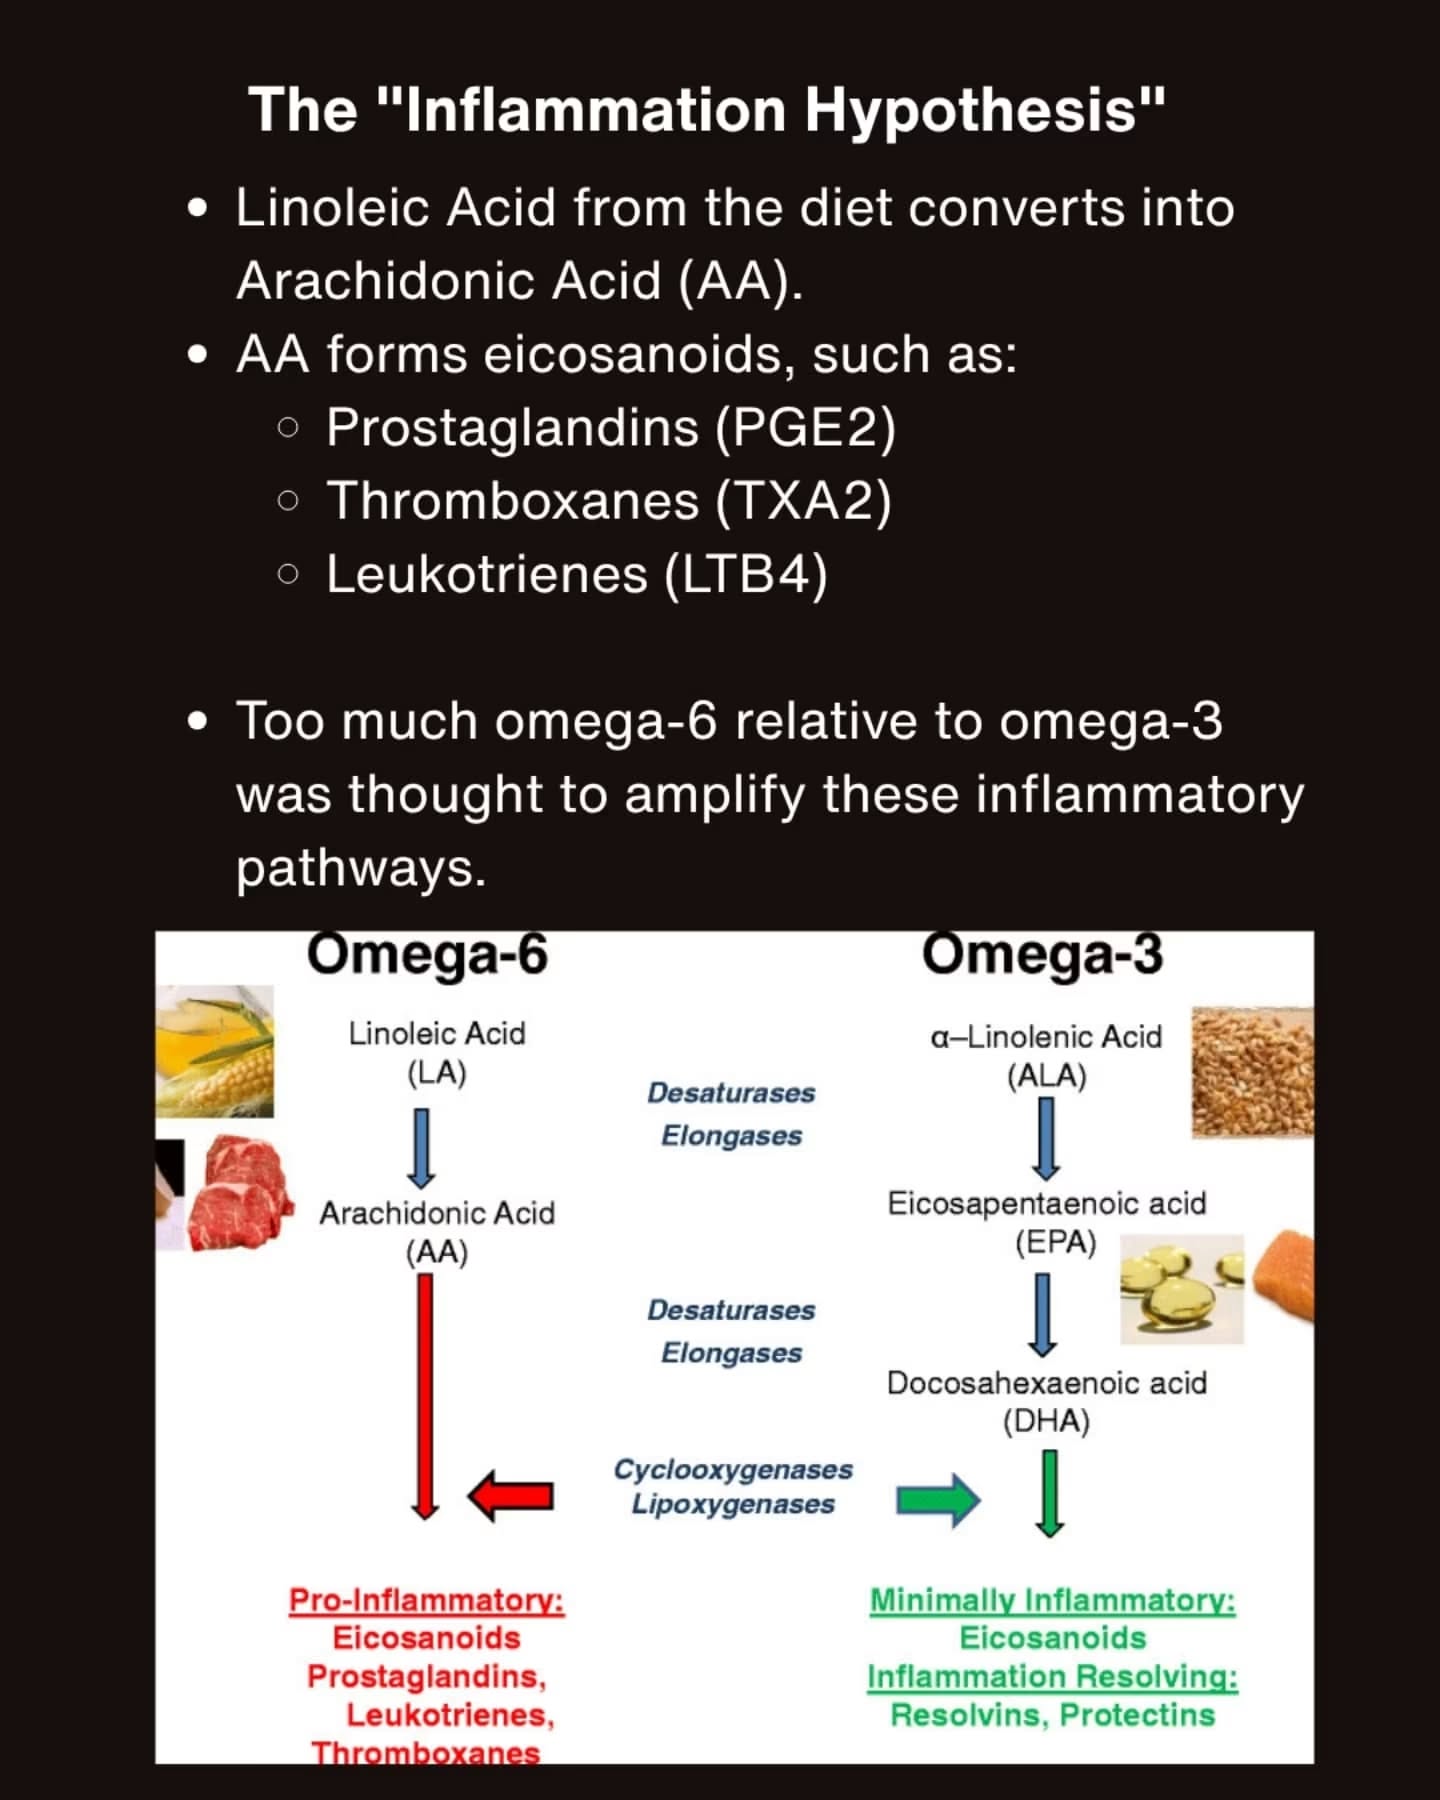 The "Inflammation Hypothesis"
• Linoleic Acid from the diet converts into
Arachidonic Acid (AA).
• AA forms eicosanoids, such as:
○ Prostaglandins (PGE2)
○ Thromboxanes (TXA2)
○ Leukotrienes (LTB4)
• Too much omega-6 relative to omega-3
was thought to amplify these inflammatory
pathways.
Omega-6
Omega-3
Linoleic Acid
(LA)
α–Linolenic Acid
(ALA)
Desaturases
Elongases
Arachidonic Acid
(AA)
Eicosapentaenoic acid
(EPA)
Desaturases
Elongases
Docosahexaenoic acid
(DHA)
Cyclooxygenases
Lipoxygenases
Pro-Inflammatory:
Eicosanoids
Prostaglandins,
Leukotrienes,
Thromboxanes
Minimally Inflammatory:
Eicosanoids
Inflammation Resolving:
Resolvins, Protectins